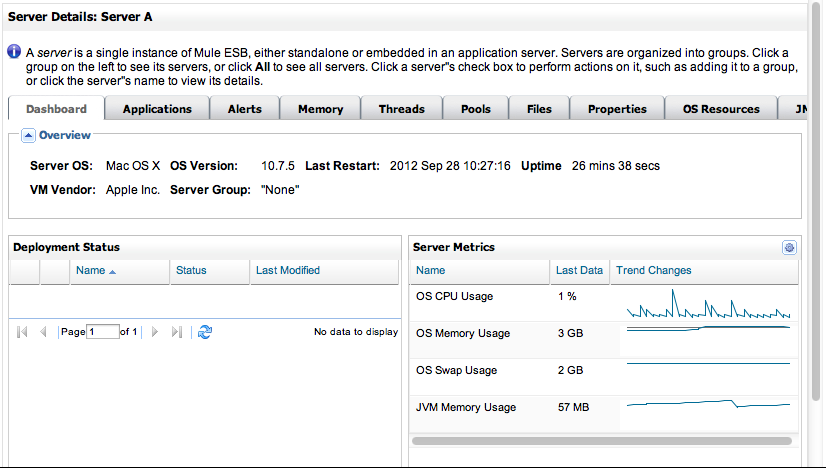 Server Details: Server A
A server is a single instance of Mule ESB, either standalone or embedded in an application server. Servers are organized into groups. Click a
group on the left to see its servers, or click All to see all servers. Click a server"s check box to perform actions on it, such as adding it to a group,
or click the server"s name to view its details.
Dashboard Applications Alerts Memory Threads Pools Files Properties OS Resources
Overview
Server OS: Mac OS X OS Version: 10.7.5 Last Restart: 2012 Sep 28 10:27:16 Uptime 26 mins 38 secs
VM Vendor: Apple Inc. Server Group: "None"
Deployment Status
Name Status Last Modified
Page 1 of 1 No data to display
Server Metrics
Name Last Data Trend Changes
OS CPU Usage 1 %
OS Memory Usage 3 GB
OS Swap Usage 2 GB
JVM Memory Usage 57 MB